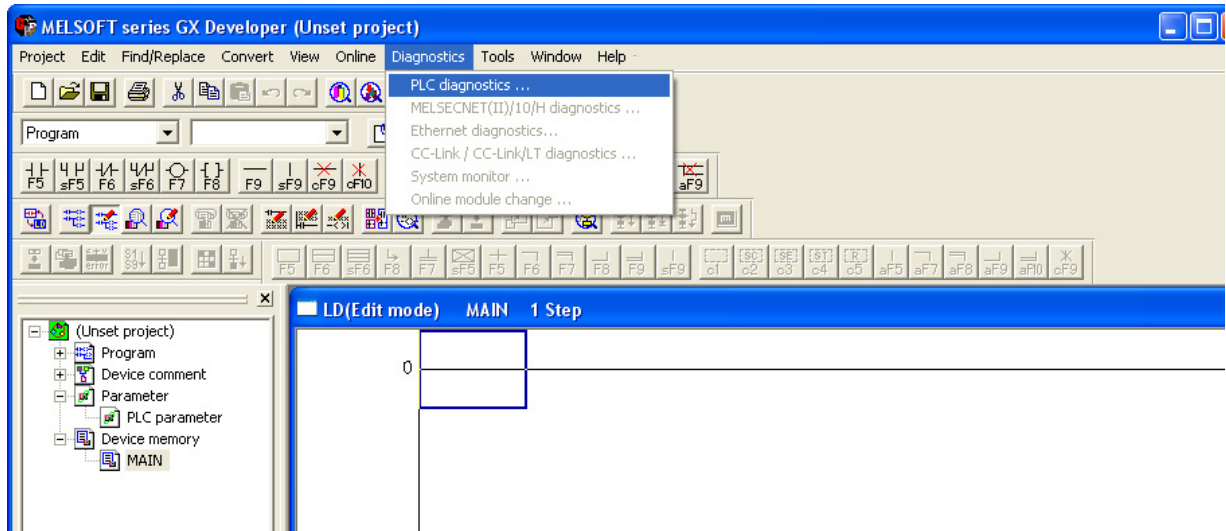 MELSOFT series GX Developer (Unset project)
Project Edit Find/Replace Convert View Online Diagnostics Tools Window Help
PLC diagnostics ...
MELSECNET(II)/10/H diagnostics ...
Ethernet diagnostics...
CC-Link / CC-Link/LT diagnostics ...
System monitor ...
Online module change ...
Program
F5 sF5 F6 sF6 F7 F8 F9 sF9 cF9 cF10 aF9
error
F5 F6 sF6 F8 F7 sF5 F5 F6 F7 F8 F9 sF9 c1 c2 c3 c4 c5 aF5 aF7 aF8 aF9 aF10 cF9
LD(Edit mode) MAIN 1 Step
0
(Unset project)
Program
Device comment
Parameter
PLC parameter
Device memory
MAIN